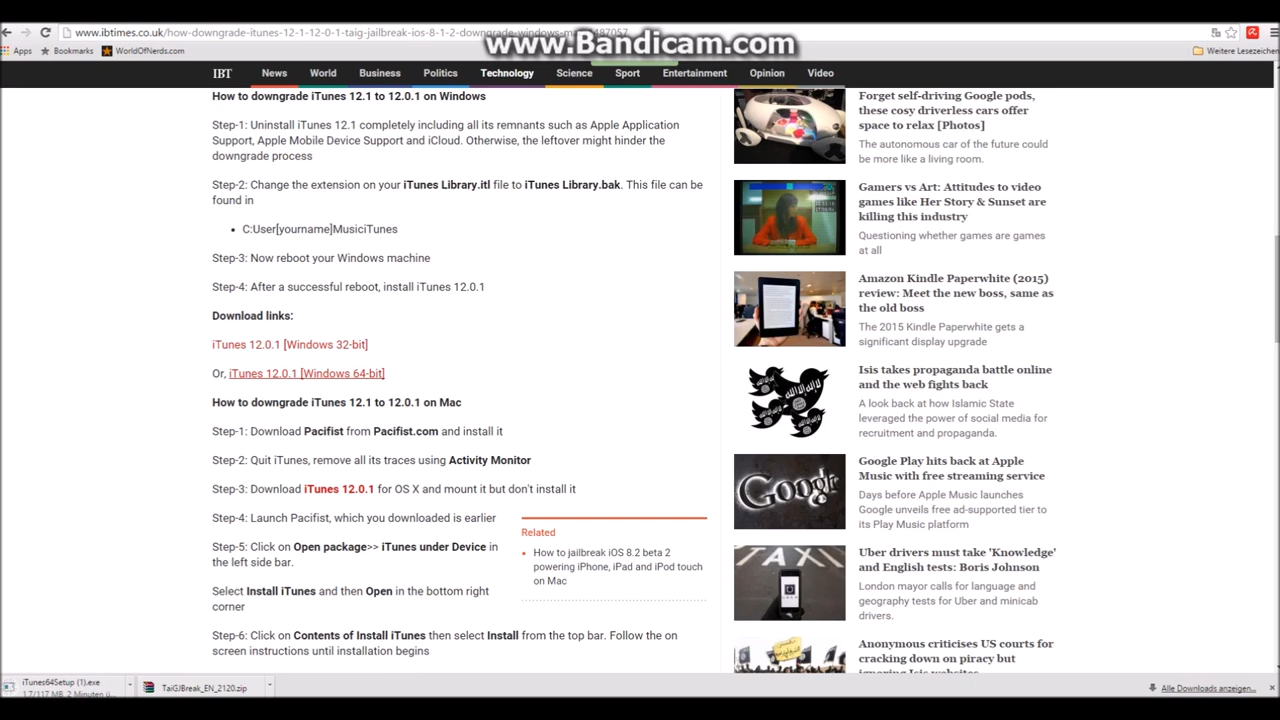 www.ibtimes.co.uk/how-downgrade-itunes-12-1-12-0-1-taig-jailbreak-ios-8-1-2-downgrade-windows-m
www.Bandicam.com
Apps Bookmarks WorldOfNerds.com Weitere Lesezeichen
IBT News World Business Politics Technology Science Sport Entertainment Opinion Video
How to downgrade iTunes 12.1 to 12.0.1 on Windows
Step-1: Uninstall iTunes 12.1 completely including all its remnants such as Apple Application
Support, Apple Mobile Device Support and iCloud. Otherwise, the leftover might hinder the
downgrade process
Step-2: Change the extension on your iTunes Library.itl file to iTunes Library.bak. This file can be
found in
• C:User[yourname]MusiciTunes
Step-3: Now reboot your Windows machine
Step-4: After a successful reboot, install iTunes 12.0.1
Download links:
iTunes 12.0.1 [Windows 32-bit]
Or, iTunes 12.0.1 [Windows 64-bit]
How to downgrade iTunes 12.1 to 12.0.1 on Mac
Step-1: Download Pacifist from Pacifist.com and install it
Step-2: Quit iTunes, remove all its traces using Activity Monitor
Step-3: Download iTunes 12.0.1 for OS X and mount it but don't install it
Step-4: Launch Pacifist, which you downloaded is earlier
Step-5: Click on Open package>> iTunes under Device in
the left side bar.
Select Install iTunes and then Open in the bottom right
corner
Step-6: Click on Contents of Install iTunes then select Install from the top bar. Follow the on
screen instructions until installation begins
Related
• How to jailbreak iOS 8.2 beta 2
powering iPhone, iPad and iPod touch
on Mac
Forget self-driving Google pods,
these cosy driverless cars offer
space to relax [Photos]
The autonomous car of the future could
be more like a living room.
Gamers vs Art: Attitudes to video
games like Her Story & Sunset are
killing this industry
Questioning whether games are games
at all
Amazon Kindle Paperwhite (2015)
review: Meet the new boss, same as
the old boss
The 2015 Kindle Paperwhite gets a
significant display upgrade
Isis takes propaganda battle online
and the web fights back
A look back at how Islamic State
leveraged the power of social media for
recruitment and propaganda.
Google
Google Play hits back at Apple
Music with free streaming service
Days before Apple Music launches
Google unveils free ad-supported tier to
its Play Music platform
TAXI
Uber drivers must take 'Knowledge'
and English tests: Boris Johnson
London mayor calls for language and
geography tests for Uber and minicab
drivers.
Anonymous criticises US courts for
cracking down on piracy but
ignoring Isis websites
iTunes64Setup (1).exe
1.7/117 MB, 2 Minuten ü
TaiGJBreak_EN_2120.zip
Alle Downloads anzeigen...